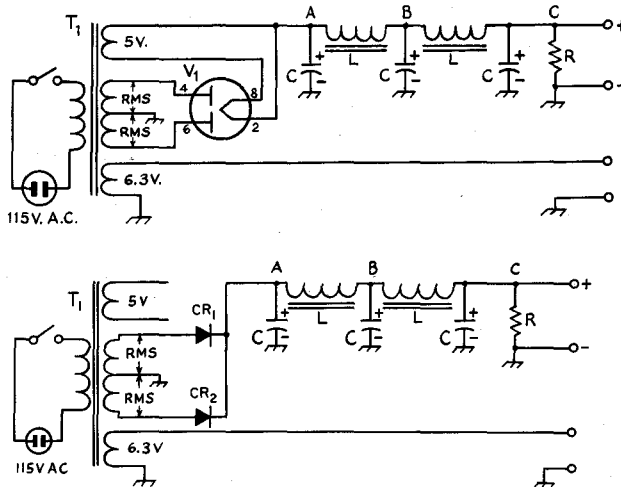 T1 5V. V1 A B C +
4 8 C + − L C + − L C + − R −
RMS
RMS
6 2
6.3V.
115V. A.C.
A B C +
T1 5V CR1
C + − L C + − L C + − R −
RMS
RMS
CR2
6.3V
115V AC